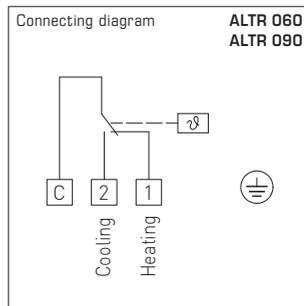 Connecting diagram
ALTR 060
ALTR 090
ϑ
C 2 1
Cooling
Heating